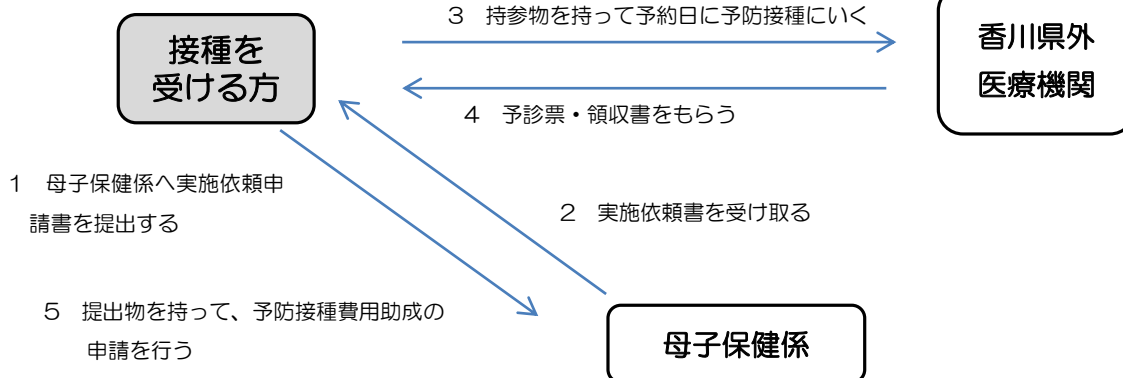 3　持参物を持って予約日に予防接種にいく
接種を
受ける方
香川県外
医療機関
4　予診票・領収書をもらう
1　母子保健係へ実施依頼申
請書を提出する
2　実施依頼書を受け取る
5　提出物を持って、予防接種費用助成の
申請を行う
母子保健係